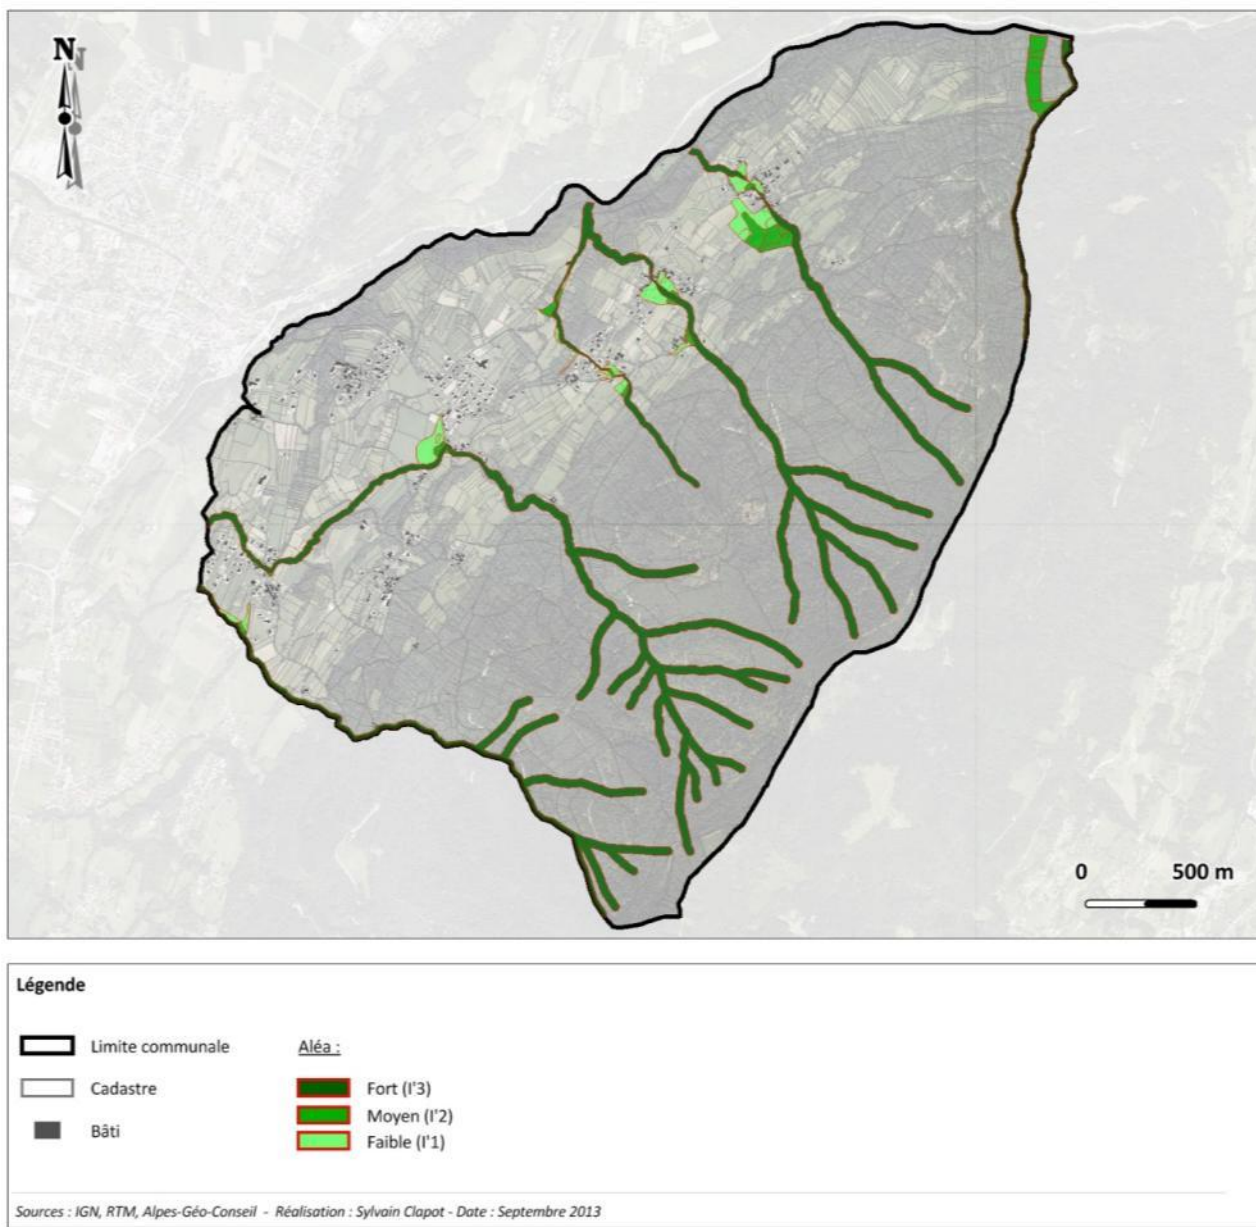 N
0 500 m
Légende
Limite communale
Cadastre
Bâti
Aléa :
Fort (I'3)
Moyen (I'2)
Faible (I'1)
Sources : IGN, RTM, Alpes-Géo-Conseil - Réalisation : Sylvain Clapot - Date : Septembre 2013